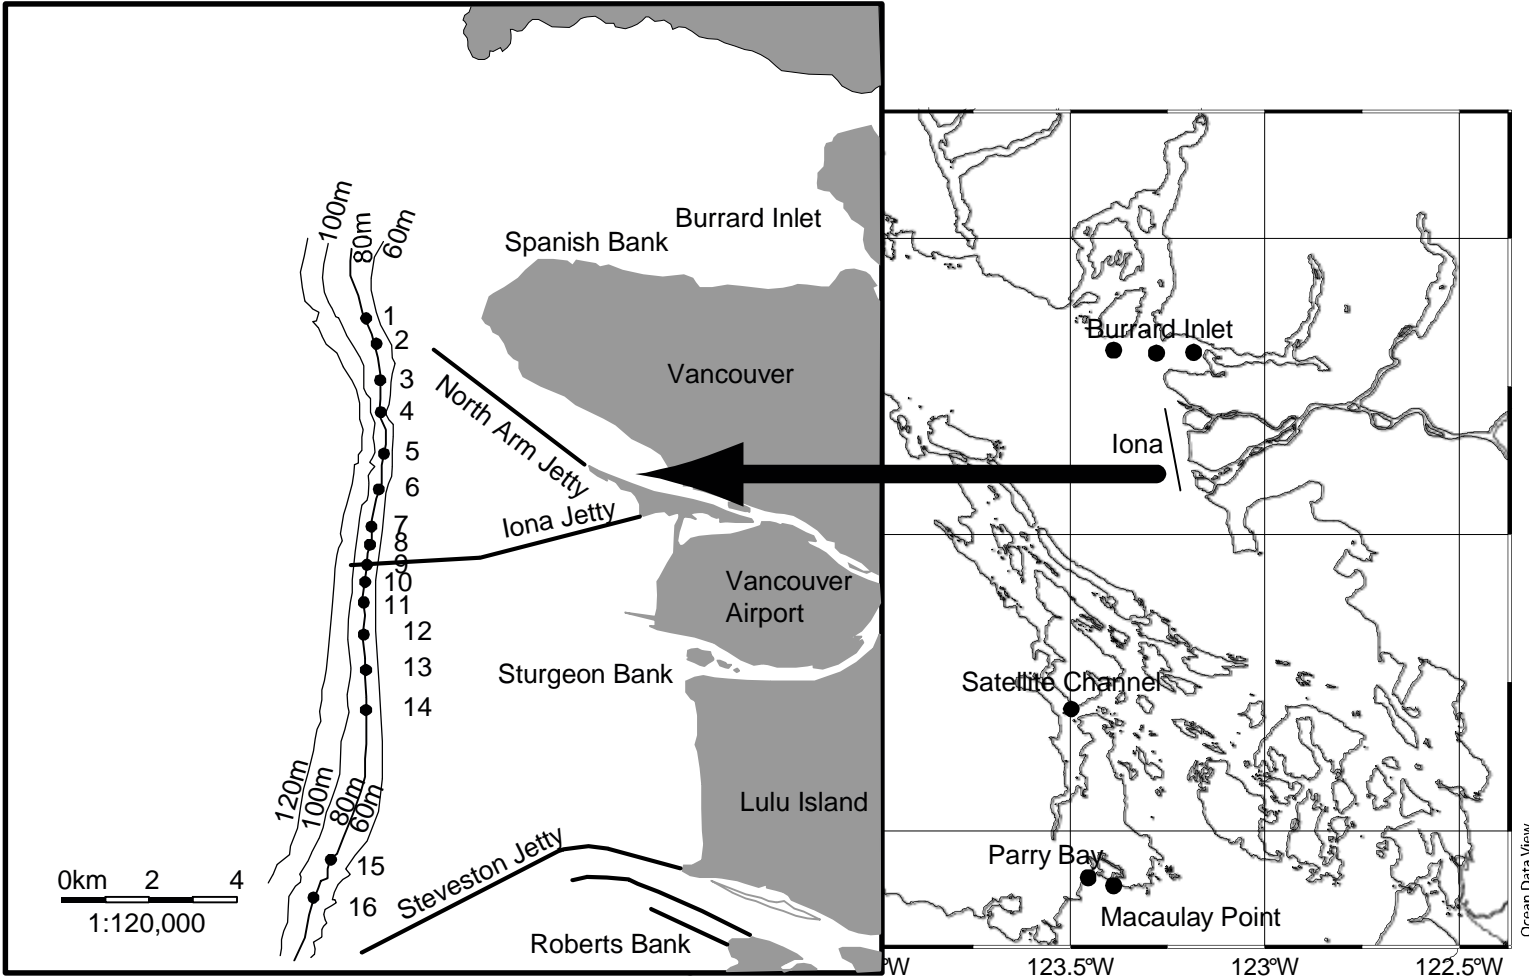 100m
80m
60m
Burrard Inlet
Spanish Bank
1
2
3
4
5
6
7
8
9
10
11
12
13
14
15
16
Vancouver
North Arm Jetty
Iona Jetty
Vancouver
Airport
Sturgeon Bank
Lulu Island
120m
100m
80m
60m
Steveston Jetty
Roberts Bank
0km 2 4
1:120,000
Burrard Inlet
Iona
Satellite Channel
Parry Bay
Macaulay Point
°W
123.5°W
123°W
122.5°W
Ocean Data View